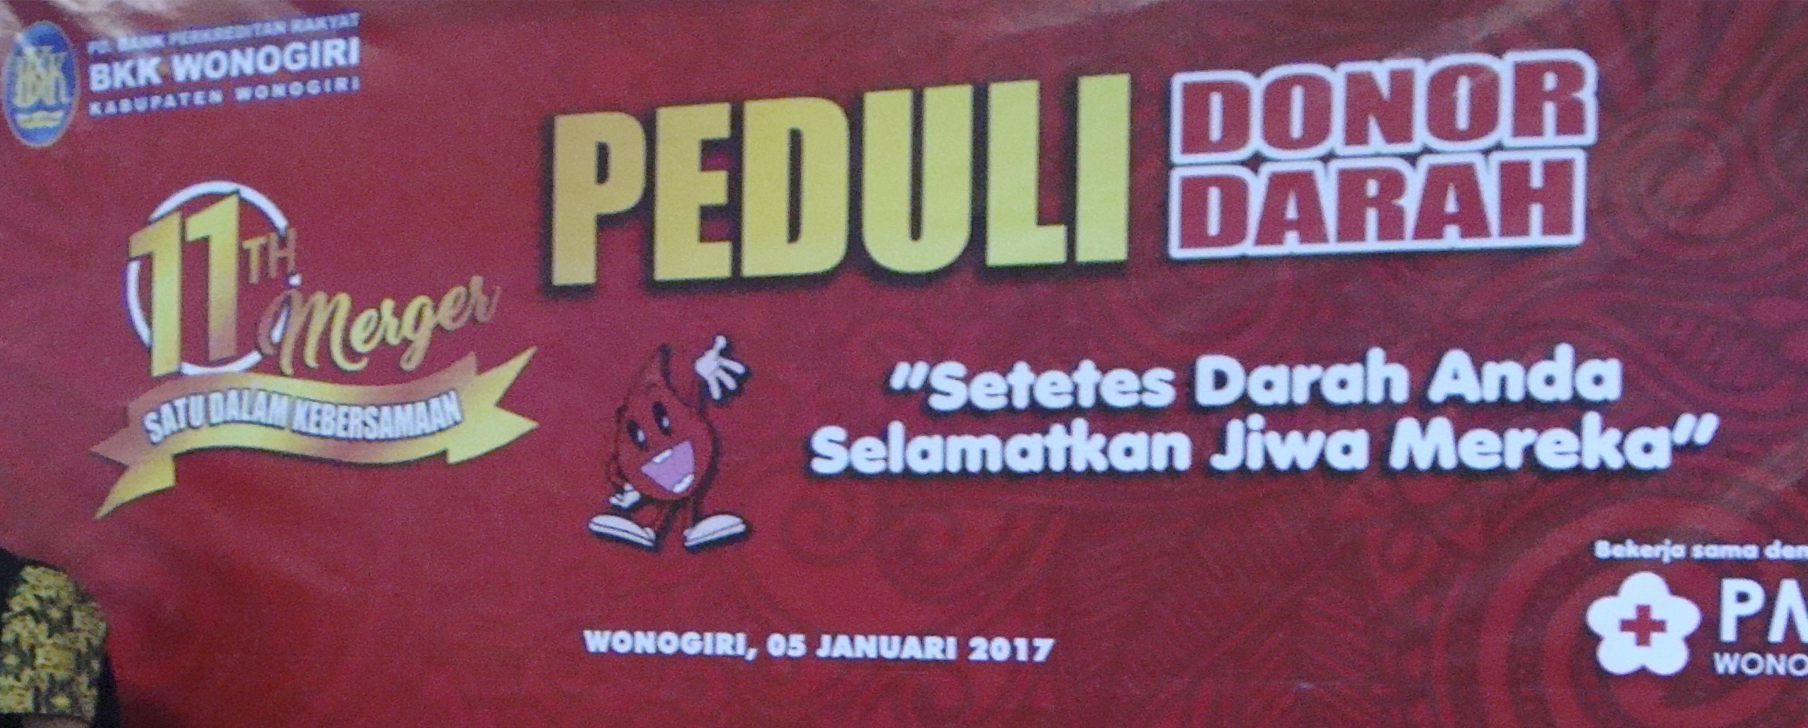 PD. BANK PERKREDITAN RAKYAT
BKK WONOGIRI
KABUPATEN WONOGIRI
PEDULI
DONOR
DARAH
11TH
Merger
SATU DALAM KEBERSAMAAN
"Setetes Darah Anda
Selamatkan Jiwa Mereka"
WONOGIRI, 05 JANUARI 2017
Bekerja sama den
PM
WONO